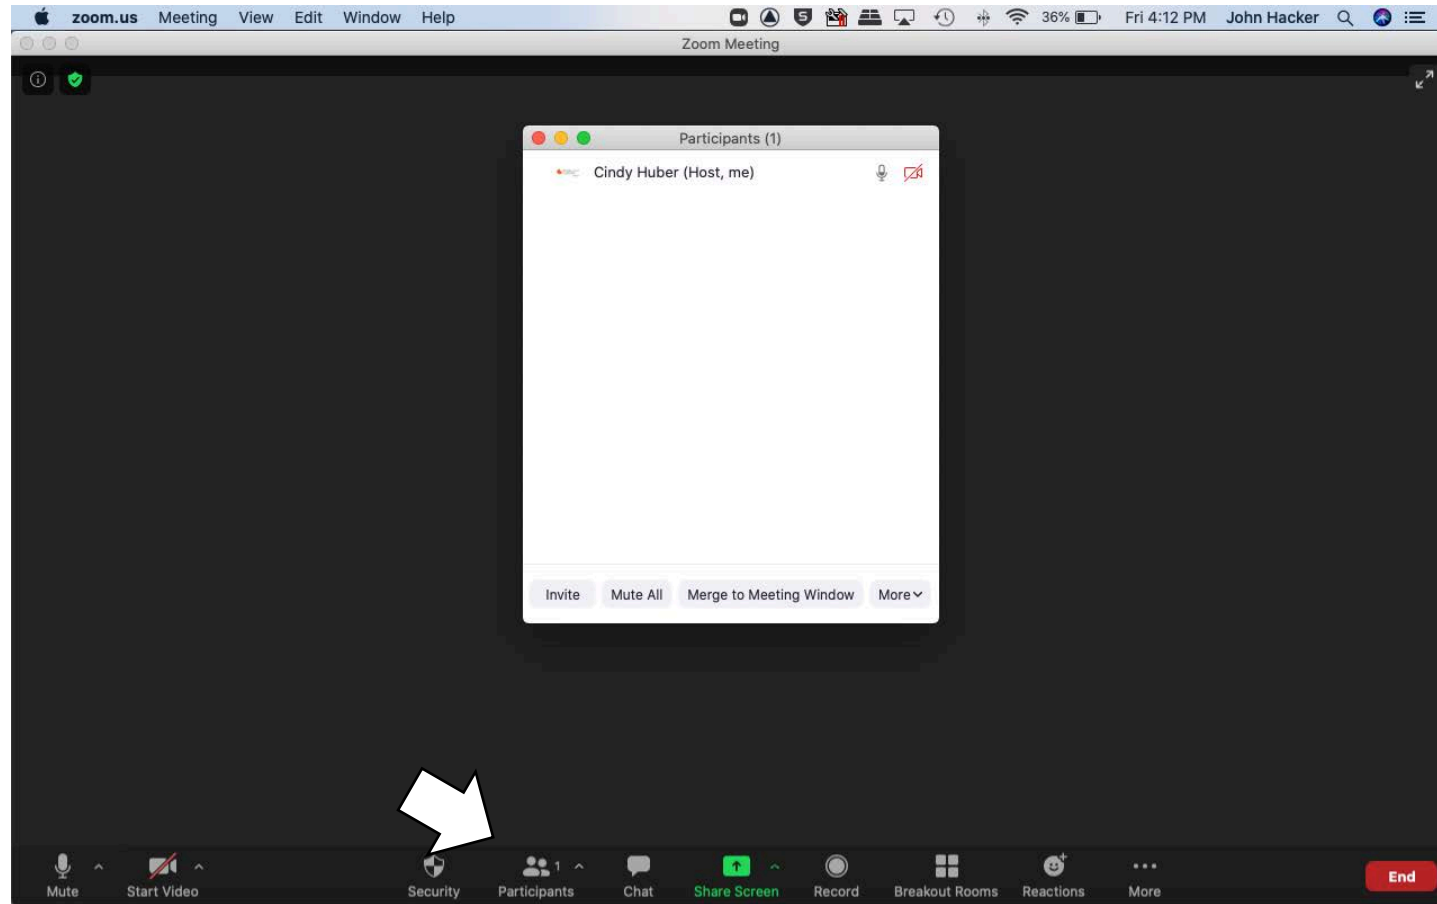 zoom.us Meeting View Edit Window Help 36% Fri 4:12 PM John Hacker
Zoom Meeting
Participants (1)
Cindy Huber (Host, me)
Invite Mute All Merge to Meeting Window More
1
Mute Start Video Security Participants Chat Share Screen Record Breakout Rooms Reactions More End